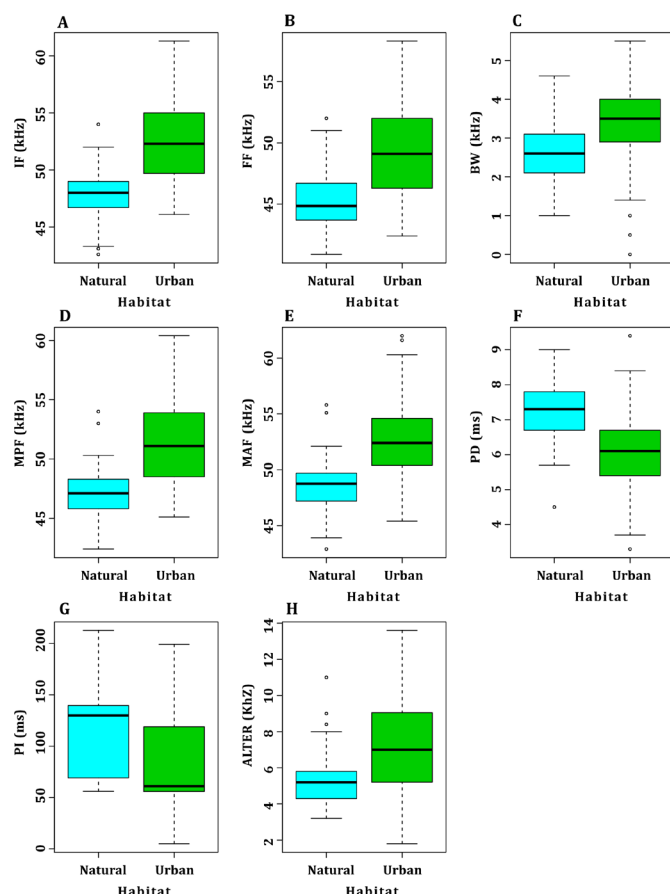 A
IF (kHz)
60
55
50
45
Natural Urban
Habitat
B
FF (kHz)
55
50
45
Natural Urban
Habitat
C
BW (kHz)
5
4
3
2
1
0
Natural Urban
Habitat
D
MPF (kHz)
60
55
50
45
Natural Urban
Habitat
E
MAF (kHz)
60
55
50
45
Natural Urban
Habitat
F
PD (ms)
9
8
7
6
5
4
Natural Urban
Habitat
G
PI (ms)
200
150
100
50
0
Natural Urban
Habitat
H
ALTER (KhZ)
14
12
10
8
6
4
2
Natural Urban
Habitat